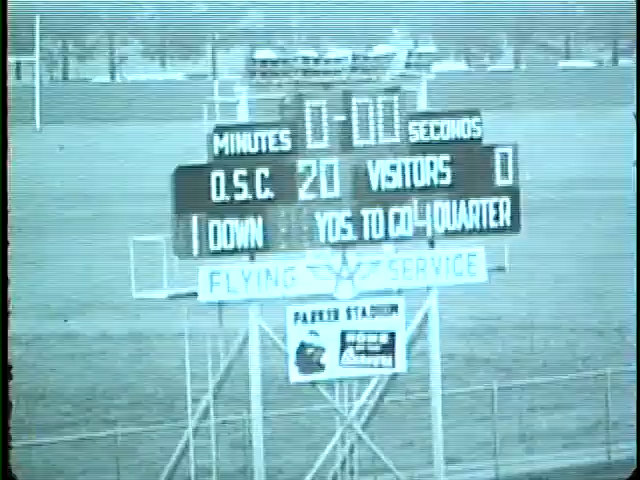 MINUTES 0-00 SECONDS
O.S.C. 20 VISITORS 0
1 DOWN YDS. TO GO 4 QUARTER
FLYING SERVICE
PARKER STADIUM